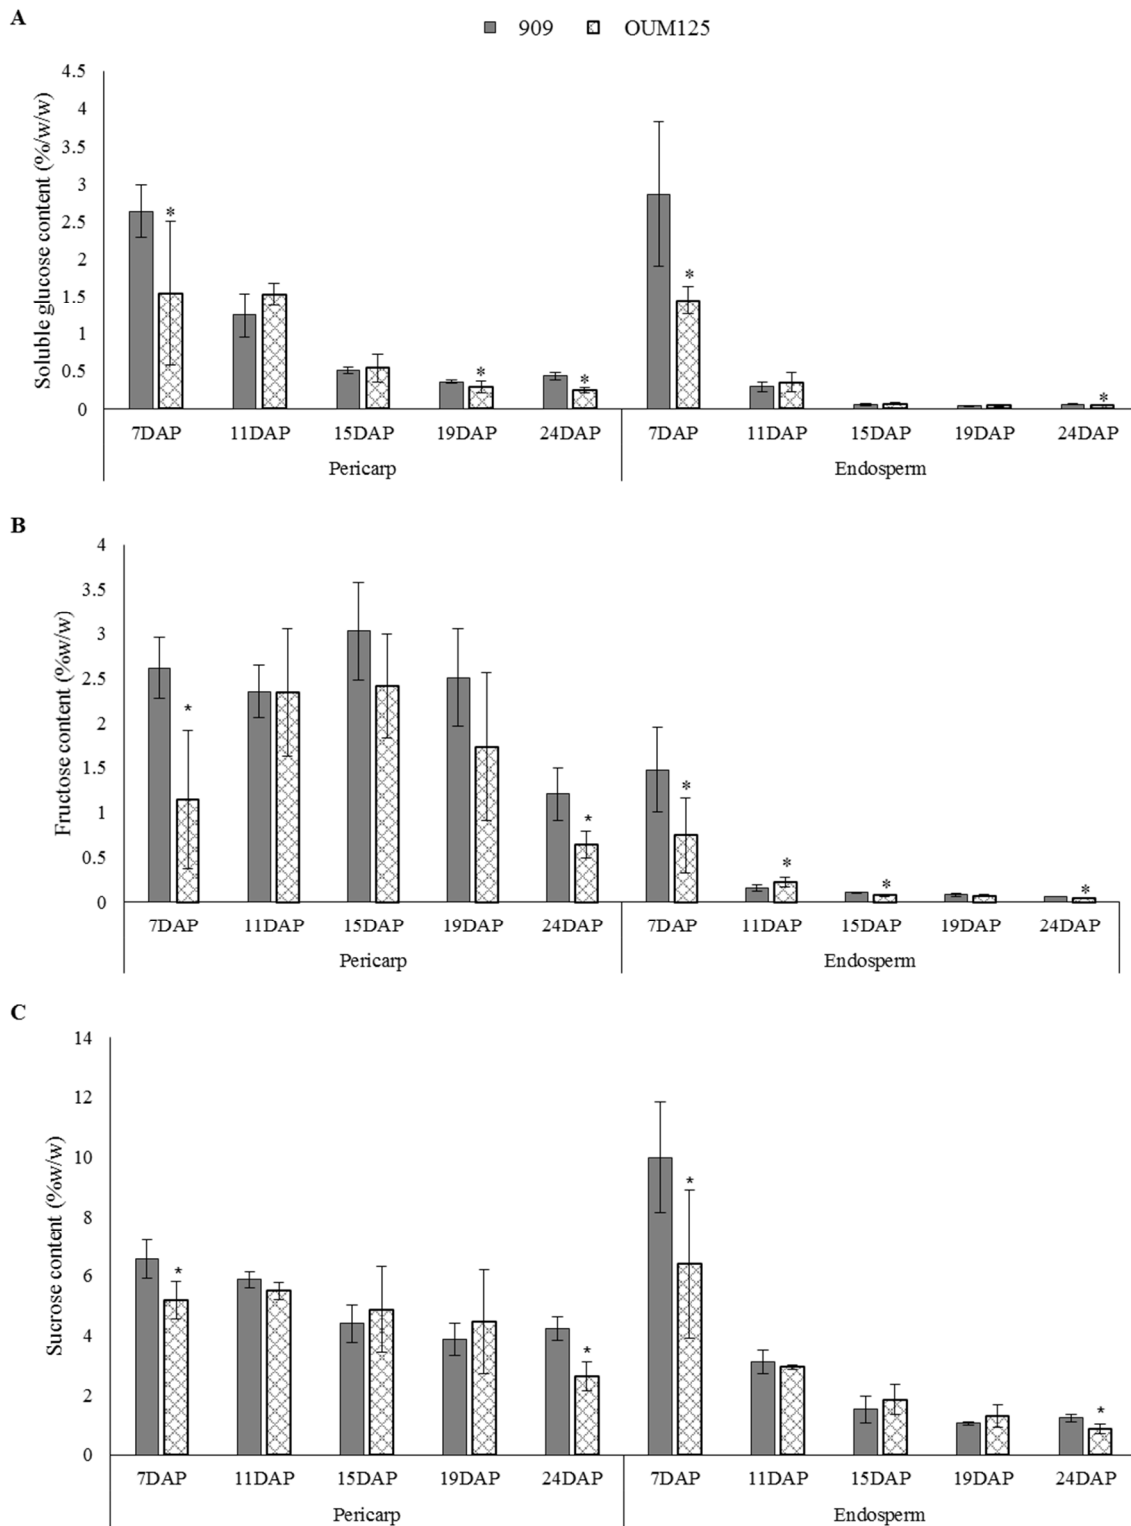 A
909 OUM125
Soluble glucose content (%/w/w)
4.5
4
3.5
3
2.5
2
1.5
1
0.5
0
* * * * *
7DAP 11DAP 15DAP 19DAP 24DAP 7DAP 11DAP 15DAP 19DAP 24DAP
Pericarp Endosperm
B
Fructose content (%w/w)
4
3.5
3
2.5
2
1.5
1
0.5
0
* * * * * *
7DAP 11DAP 15DAP 19DAP 24DAP 7DAP 11DAP 15DAP 19DAP 24DAP
Pericarp Endosperm
C
Sucrose content (%w/w)
14
12
10
8
6
4
2
0
* * * *
7DAP 11DAP 15DAP 19DAP 24DAP 7DAP 11DAP 15DAP 19DAP 24DAP
Pericarp Endosperm